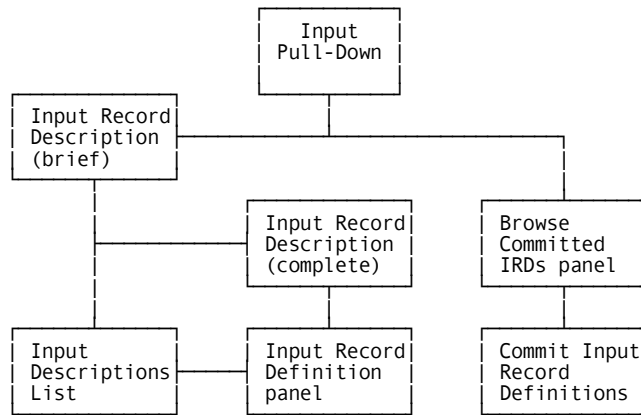 Input
Pull-Down
Input Record
Description
(brief)
Input Record
Description
(complete)
Browse
Committed
IRDs panel
Input
Descriptions
List
Input Record
Definition
panel
Commit Input
Record
Definitions